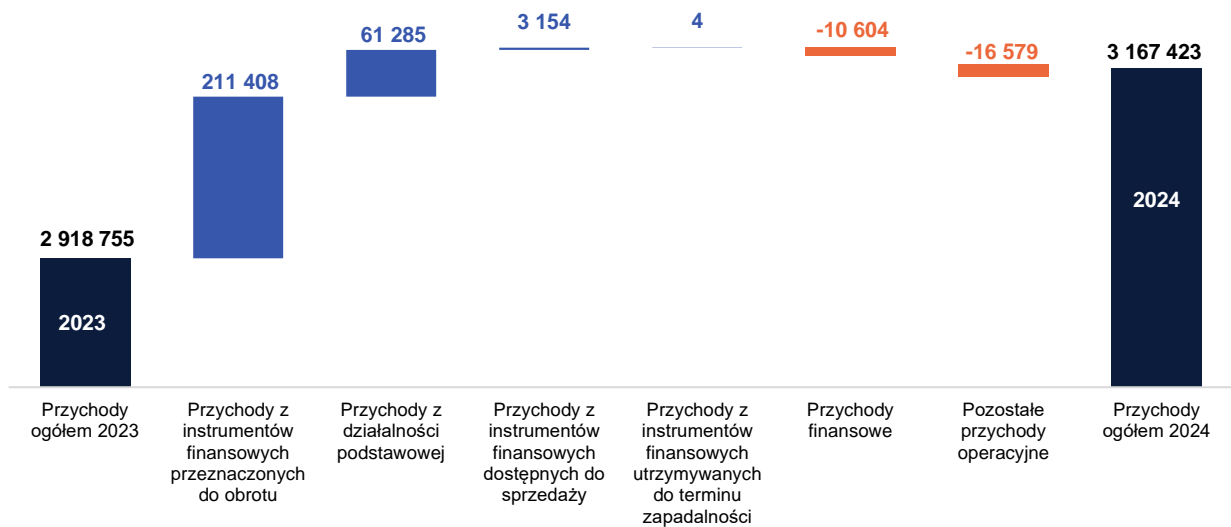 61 285
3 154
4
-10 604
-16 579
3 167 423
211 408
2 918 755
2023
2024
Przychody
ogółem 2023
Przychody z
instrumentów
finansowych
przeznaczonych
do obrotu
Przychody z
działalności
podstawowej
Przychody z
instrumentów
finansowych
dostępnych do
sprzedaży
Przychody z
instrumentów
finansowych
utrzymywanych
do terminu
zapadalności
Przychody
finansowe
Pozostałe
przychody
operacyjne
Przychody
ogółem 2024